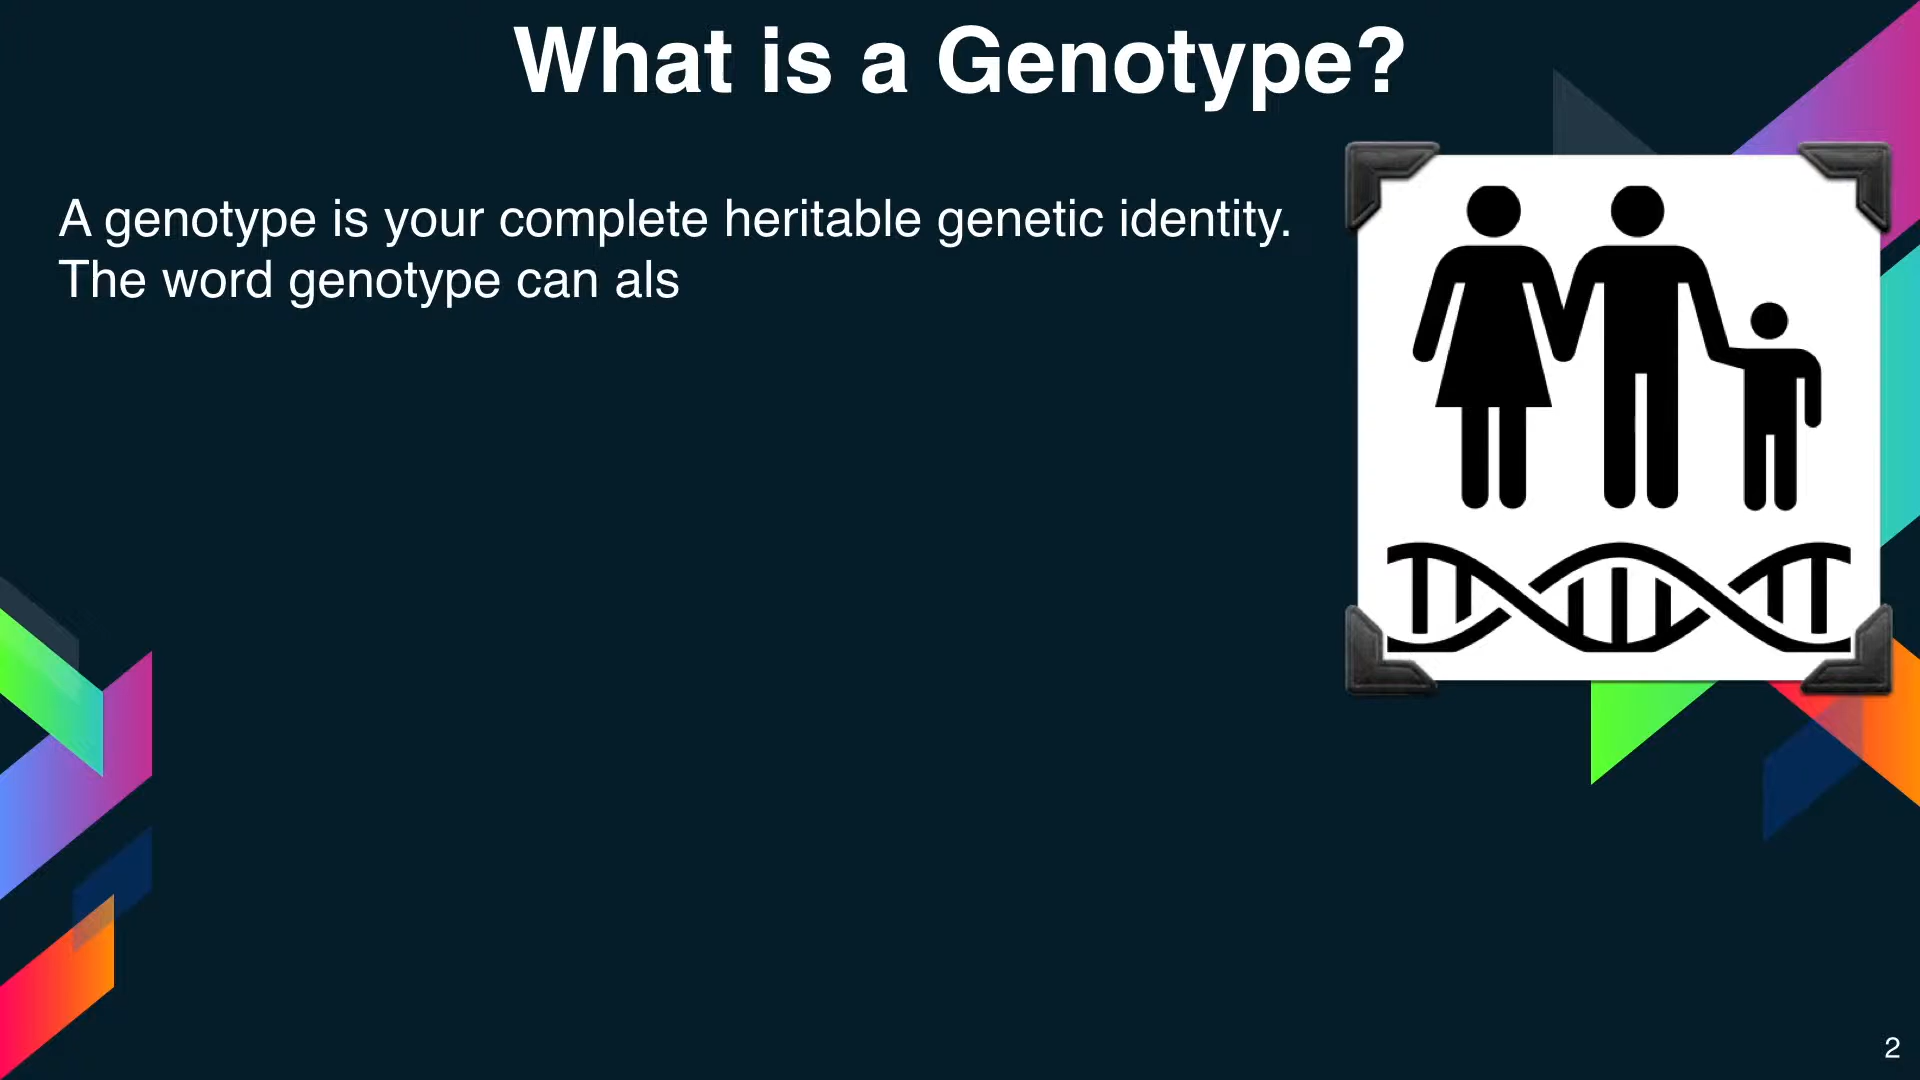 What is a Genotype?
A genotype is your complete heritable genetic identity.
The word genotype can als
2